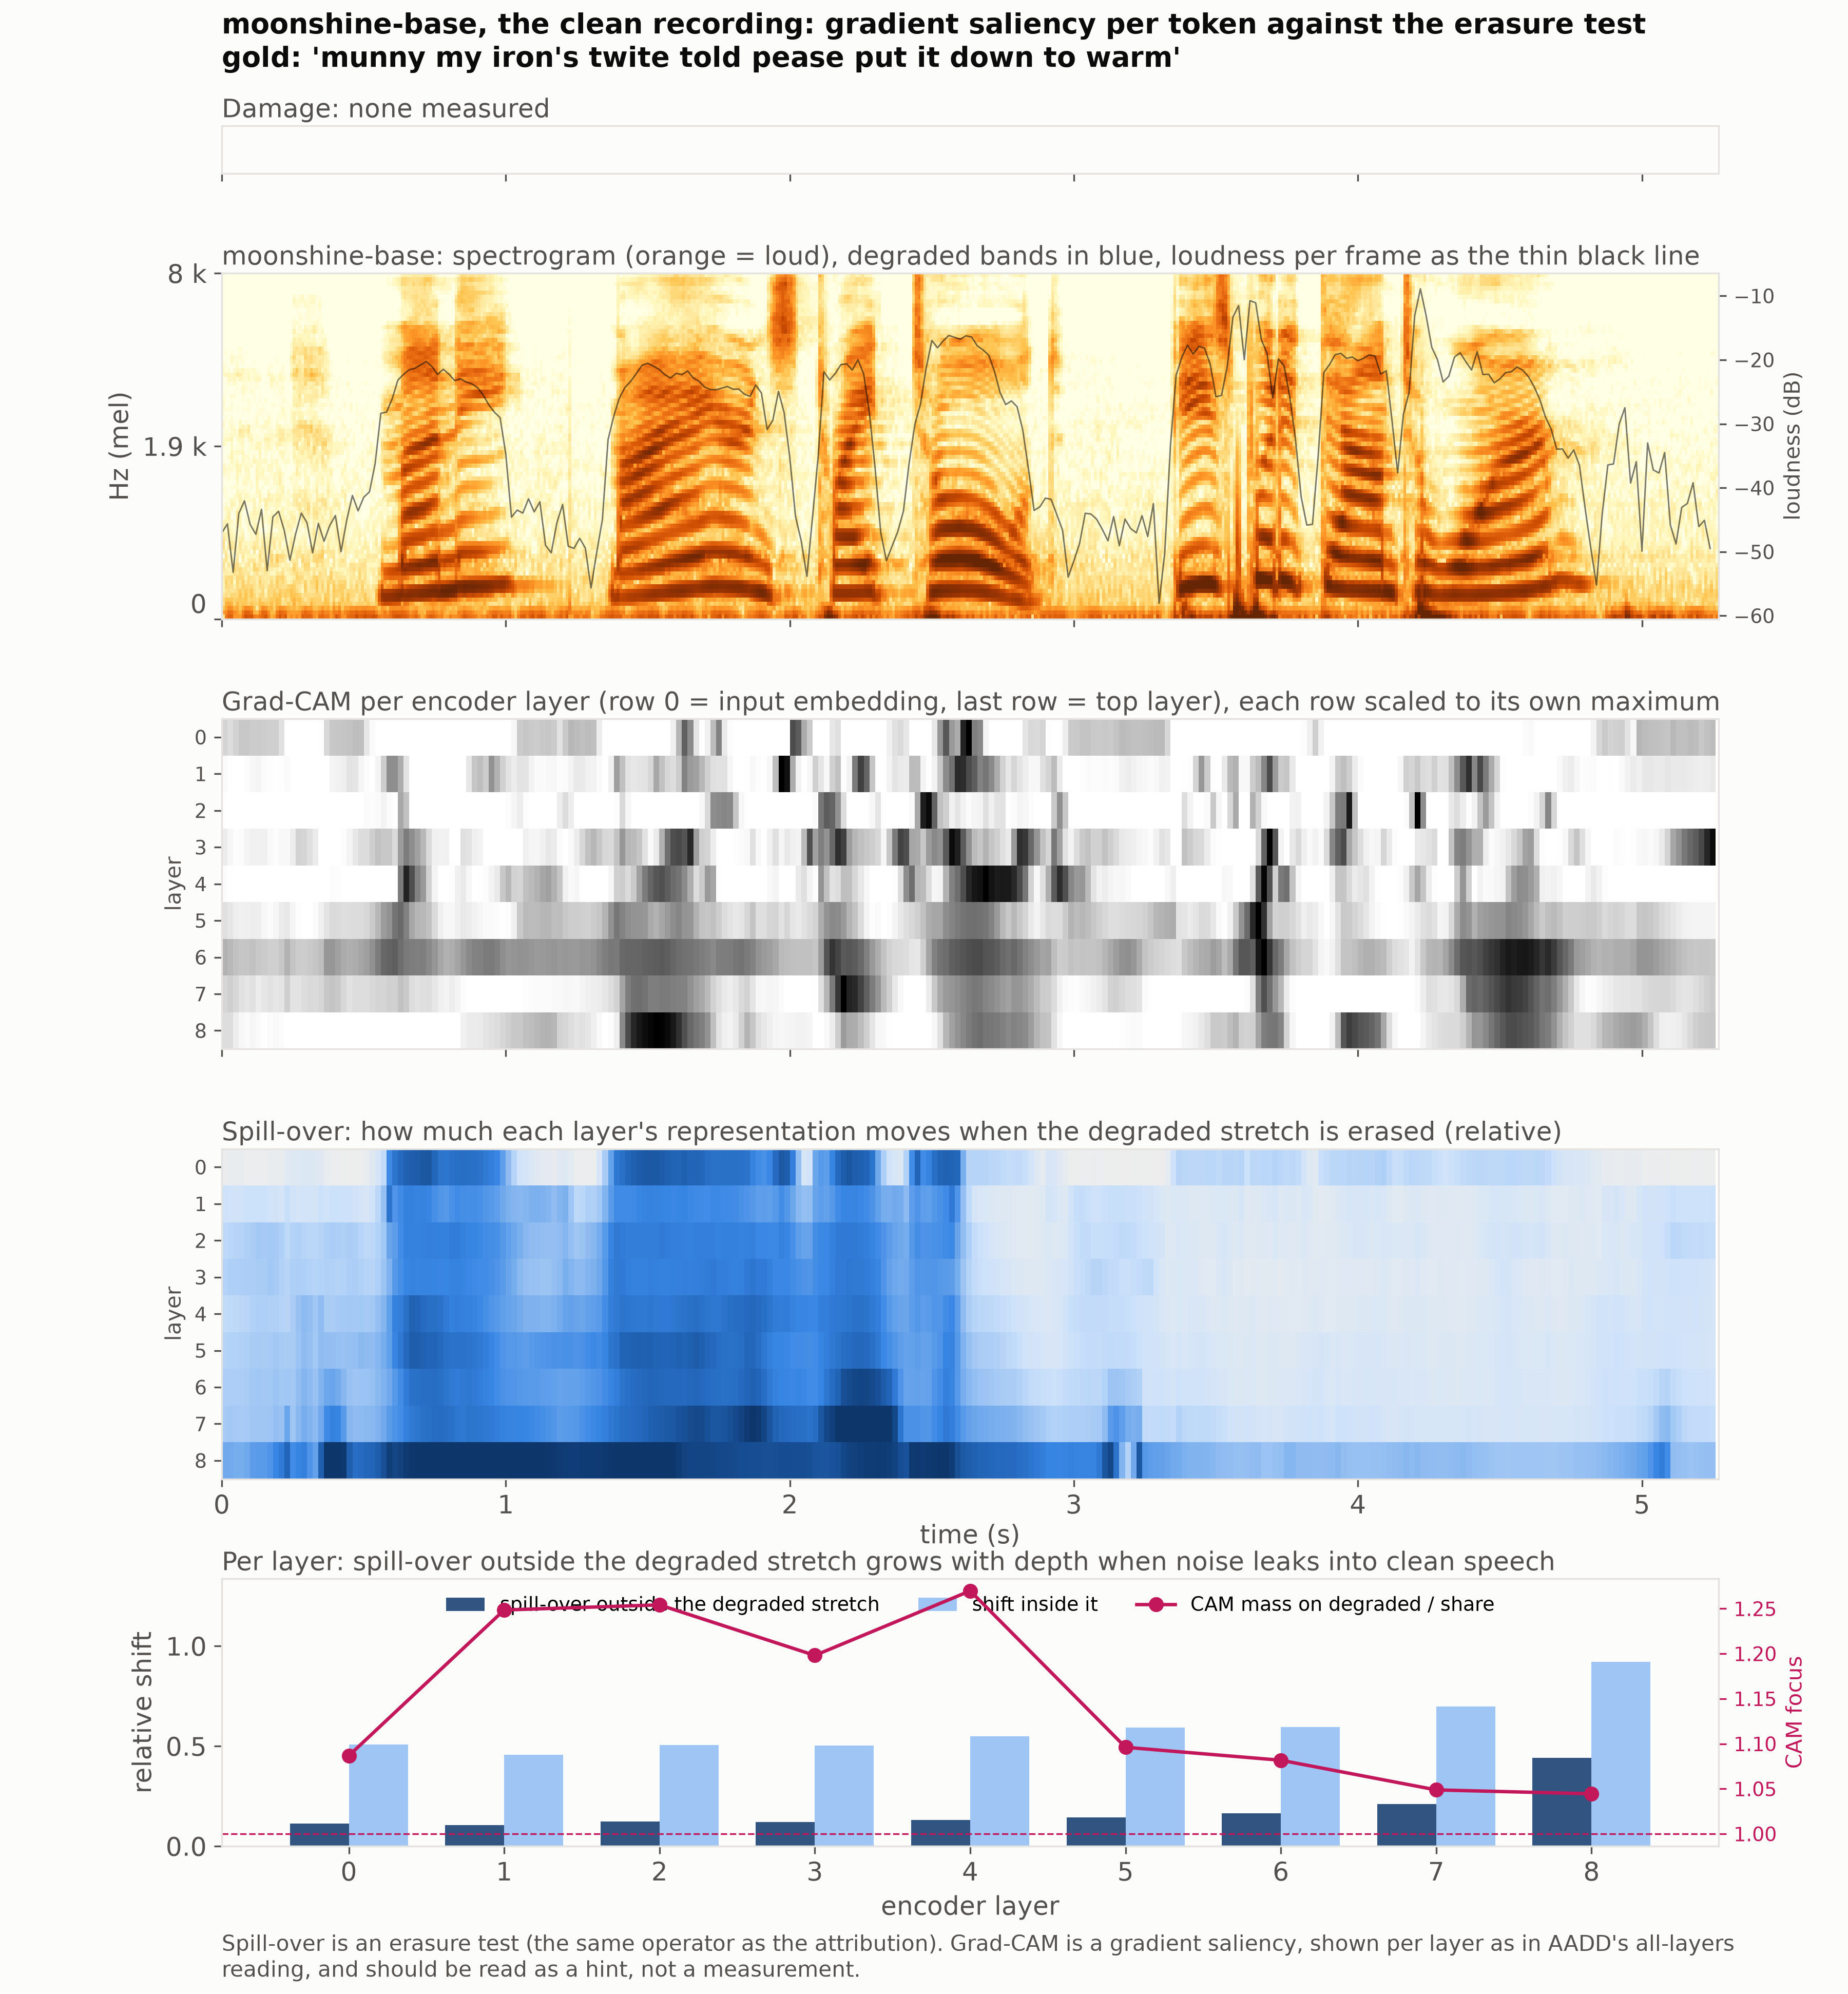 moonshine-base, the clean recording: gradient saliency per token against the erasure test
gold: 'munny my iron's twite told pease put it down to warm'
Damage: none measured
moonshine-base: spectrogram (orange = loud), degraded bands in blue, loudness per frame as the thin black line
8 k
1.9 k
0
Hz (mel)
−10
−20
−30
−40
−50
−60
loudness (dB)
Grad-CAM per encoder layer (row 0 = input embedding, last row = top layer), each row scaled to its own maximum
0
1
2
3
4
5
6
7
8
layer
Spill-over: how much each layer's representation moves when the degraded stretch is erased (relative)
0
1
2
3
4
5
6
7
8
layer
0 1 2 3 4 5
time (s)
Per layer: spill-over outside the degraded stretch grows with depth when noise leaks into clean speech
spill-over outside the degraded stretch shift inside it CAM mass on degraded / share
1.0
0.5
0.0
relative shift
1.25
1.20
1.15
1.10
1.05
1.00
CAM focus
0 1 2 3 4 5 6 7 8
encoder layer
Spill-over is an erasure test (the same operator as the attribution). Grad-CAM is a gradient saliency, shown per layer as in AADD's all-layers
reading, and should be read as a hint, not a measurement.